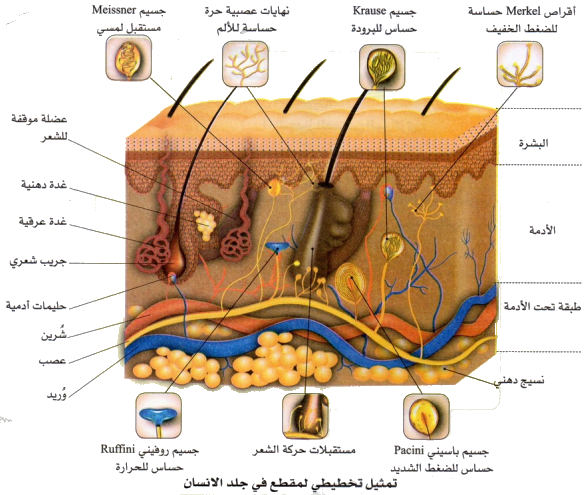 جسيم Meissner
مستقبل لمسي
نهايات عصبية حرة
حساسة للألم
جسيم Krause
حساس للبرودة
أقراص Merkel حساسة
للضغط الخفيف
عضلة موقفة
للشعر
غدة دهنية
غدة عرقية
جريب شعري
حليمات أدمية
شُرين
عصب
وُريد
البشرة
الأدمة
طبقة تحت الأدمة
نسيج دهني
جسيم روفيني Ruffini
حساس للحرارة
مستقبلات حركة الشعر
جسيم باسيني Pacini
حساس للضغط الشديد
تمثيل تخطيطي لمقطع في جلد الانسان